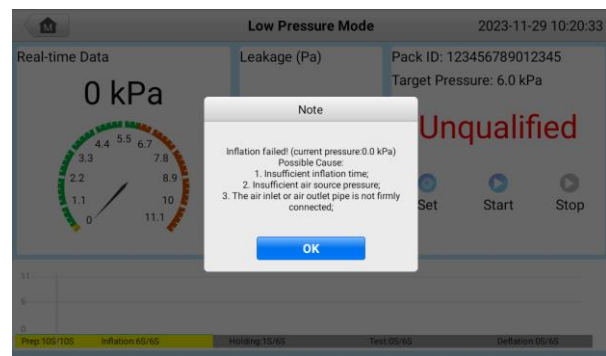 M
Low Pressure Mode
2023-11-29 10:20:33
Real-time Data
0 kPa
0
1.1
2.2
3.3
4.4
5.5
6.7
7.8
8.9
10
11.1
Leakage (Pa)
Pack ID: 123456789012345
Target Pressure: 6.0 kPa
Unqualified
Set
Start
Stop
Note
Inflation failed! (current pressure:0.0 kPa)
Possible Cause:
1. Insufficient inflation time;
2. Insufficient air source pressure;
3. The air inlet or air outlet pipe is not firmly
connected;
OK
11
5
0
Prep:10S/10S
Inflation:6S/6S
Holding:1S/6S
Test:0S/6S
Deflation:0S/6S